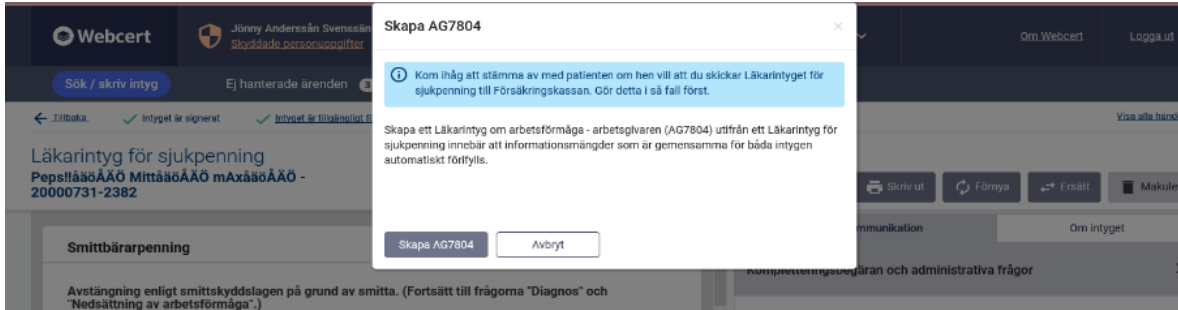 Webcert
Jönny Anderssån Svenssän
Skyddade personuppgifter
Om Webcert
Logga ut
Sök / skriv intyg
Ej hanterade ärenden
Tillbaka
Intyget är signerat
Intyget är tillgängligt f
Visa alla händ
Läkarintyg för sjukpenning
Peps!!åäöÅÄÖ MittåäöÅÄÖ mAxåäöÅÄÖ -
20000731-2382
Skriv ut
Förnya
Ersätt
Makule
Skapa AG7804
×
Kom ihåg att stämma av med patienten om hen vill att du skickar Läkarintyget för
sjukpenning till Försäkringskassan. Gör detta i så fall först.
Skapa ett Läkarintyg om arbetsförmåga - arbetsgivaren (AG7804) utifrån ett Läkarintyg för
sjukpenning innebär att informationsmängder som är gemensamma för båda intygen
automatiskt förifylls.
Skapa AG7804
Avbryt
mmunikation
Om intyget
Kompletteringsbegäran och administrativa frågor
Smittbärarpenning
Avstängning enligt smittskyddslagen på grund av smitta. (Fortsätt till frågorna "Diagnos" och
"Nedsättning av arbetsförmåga".)